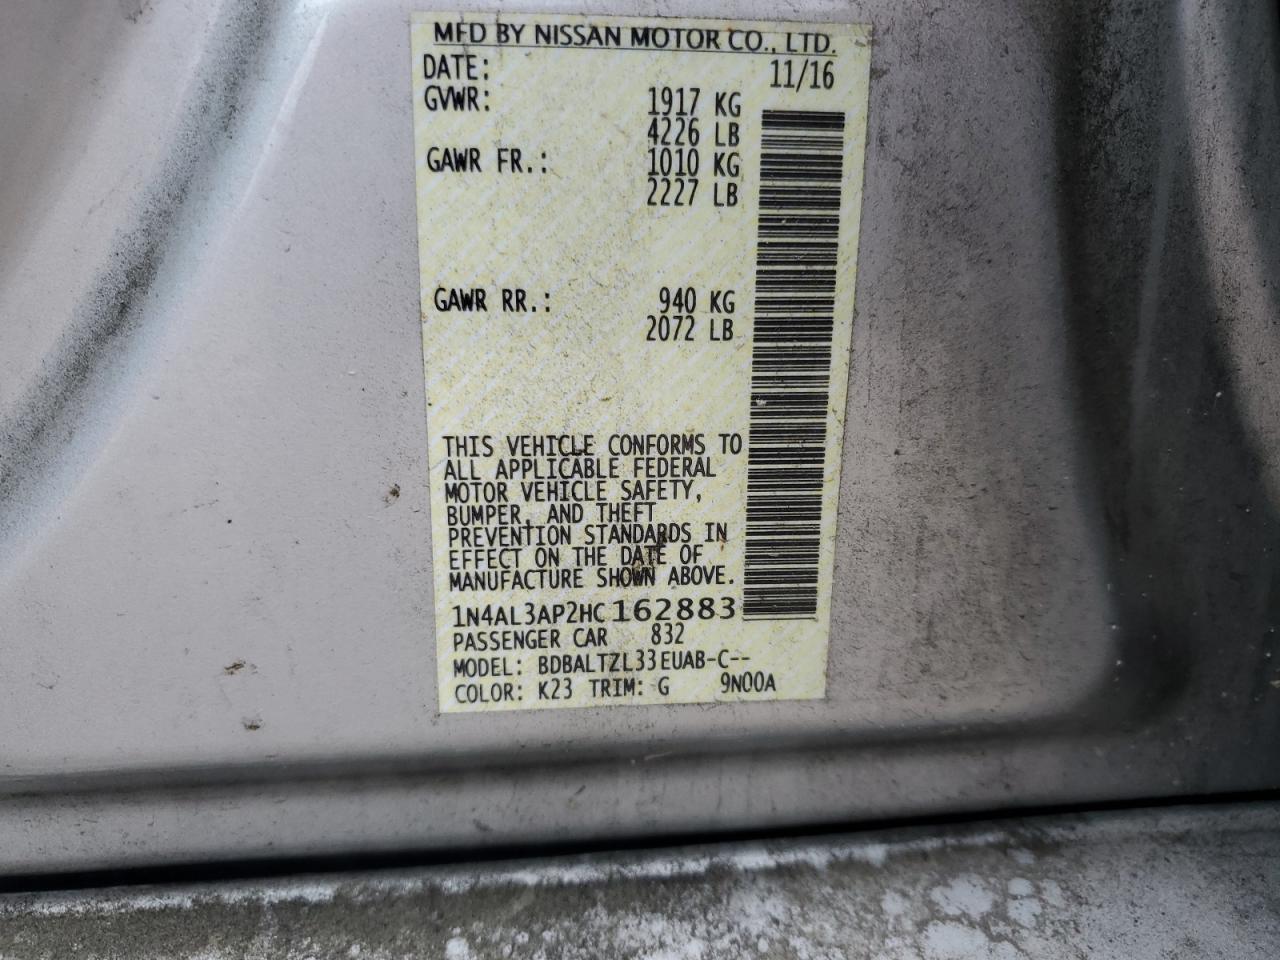 MFD BY NISSAN MOTOR CO., LTD.
DATE: 11/16
GVWR: 1917 KG
4226 LB
GAWR FR.: 1010 KG
2227 LB
GAWR RR.: 940 KG
2072 LB
THIS VEHICLE CONFORMS TO
ALL APPLICABLE FEDERAL
MOTOR VEHICLE SAFETY,
BUMPER, AND THEFT
PREVENTION STANDARDS IN
EFFECT ON THE DATE OF
MANUFACTURE SHOWN ABOVE.
1N4AL3AP2HC162883
PASSENGER CAR 832
MODEL: BDBALTZL33EUAB-C--
COLOR: K23 TRIM: G 9N00A